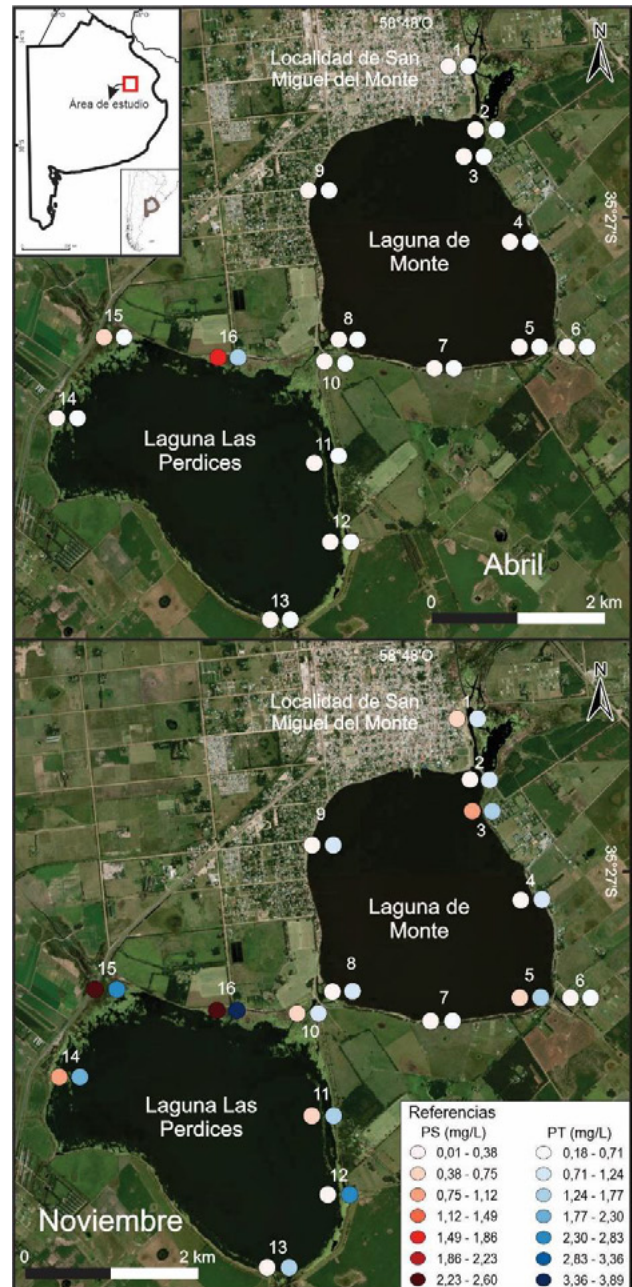 Área de estudio
58°48'O
Localidad de San
Miguel del Monte
N
1
2
3
35°27'S
9
4
Laguna de
Monte
15
16
8
5
6
7
10
14
Laguna Las
Perdices
11
12
13
Abril
0
2 km
58°48'O
Localidad de San
Miguel del Monte
N
1
2
3
9
35°27'S
4
Laguna de
Monte
15
16
8
5
6
7
10
14
Laguna Las
Perdices
11
12
13
Noviembre
0
2 km
Referencias
PS (mg/L) PT (mg/L)
0,01 - 0,38 0,18 - 0,71
0,38 - 0,75 0,71 - 1,24
0,75 - 1,12 1,24 - 1,77
1,12 - 1,49 1,77 - 2,30
1,49 - 1,86 2,30 - 2,83
1,86 - 2,23 2,83 - 3,36
2,23 - 2,60 3,36 - 3,89